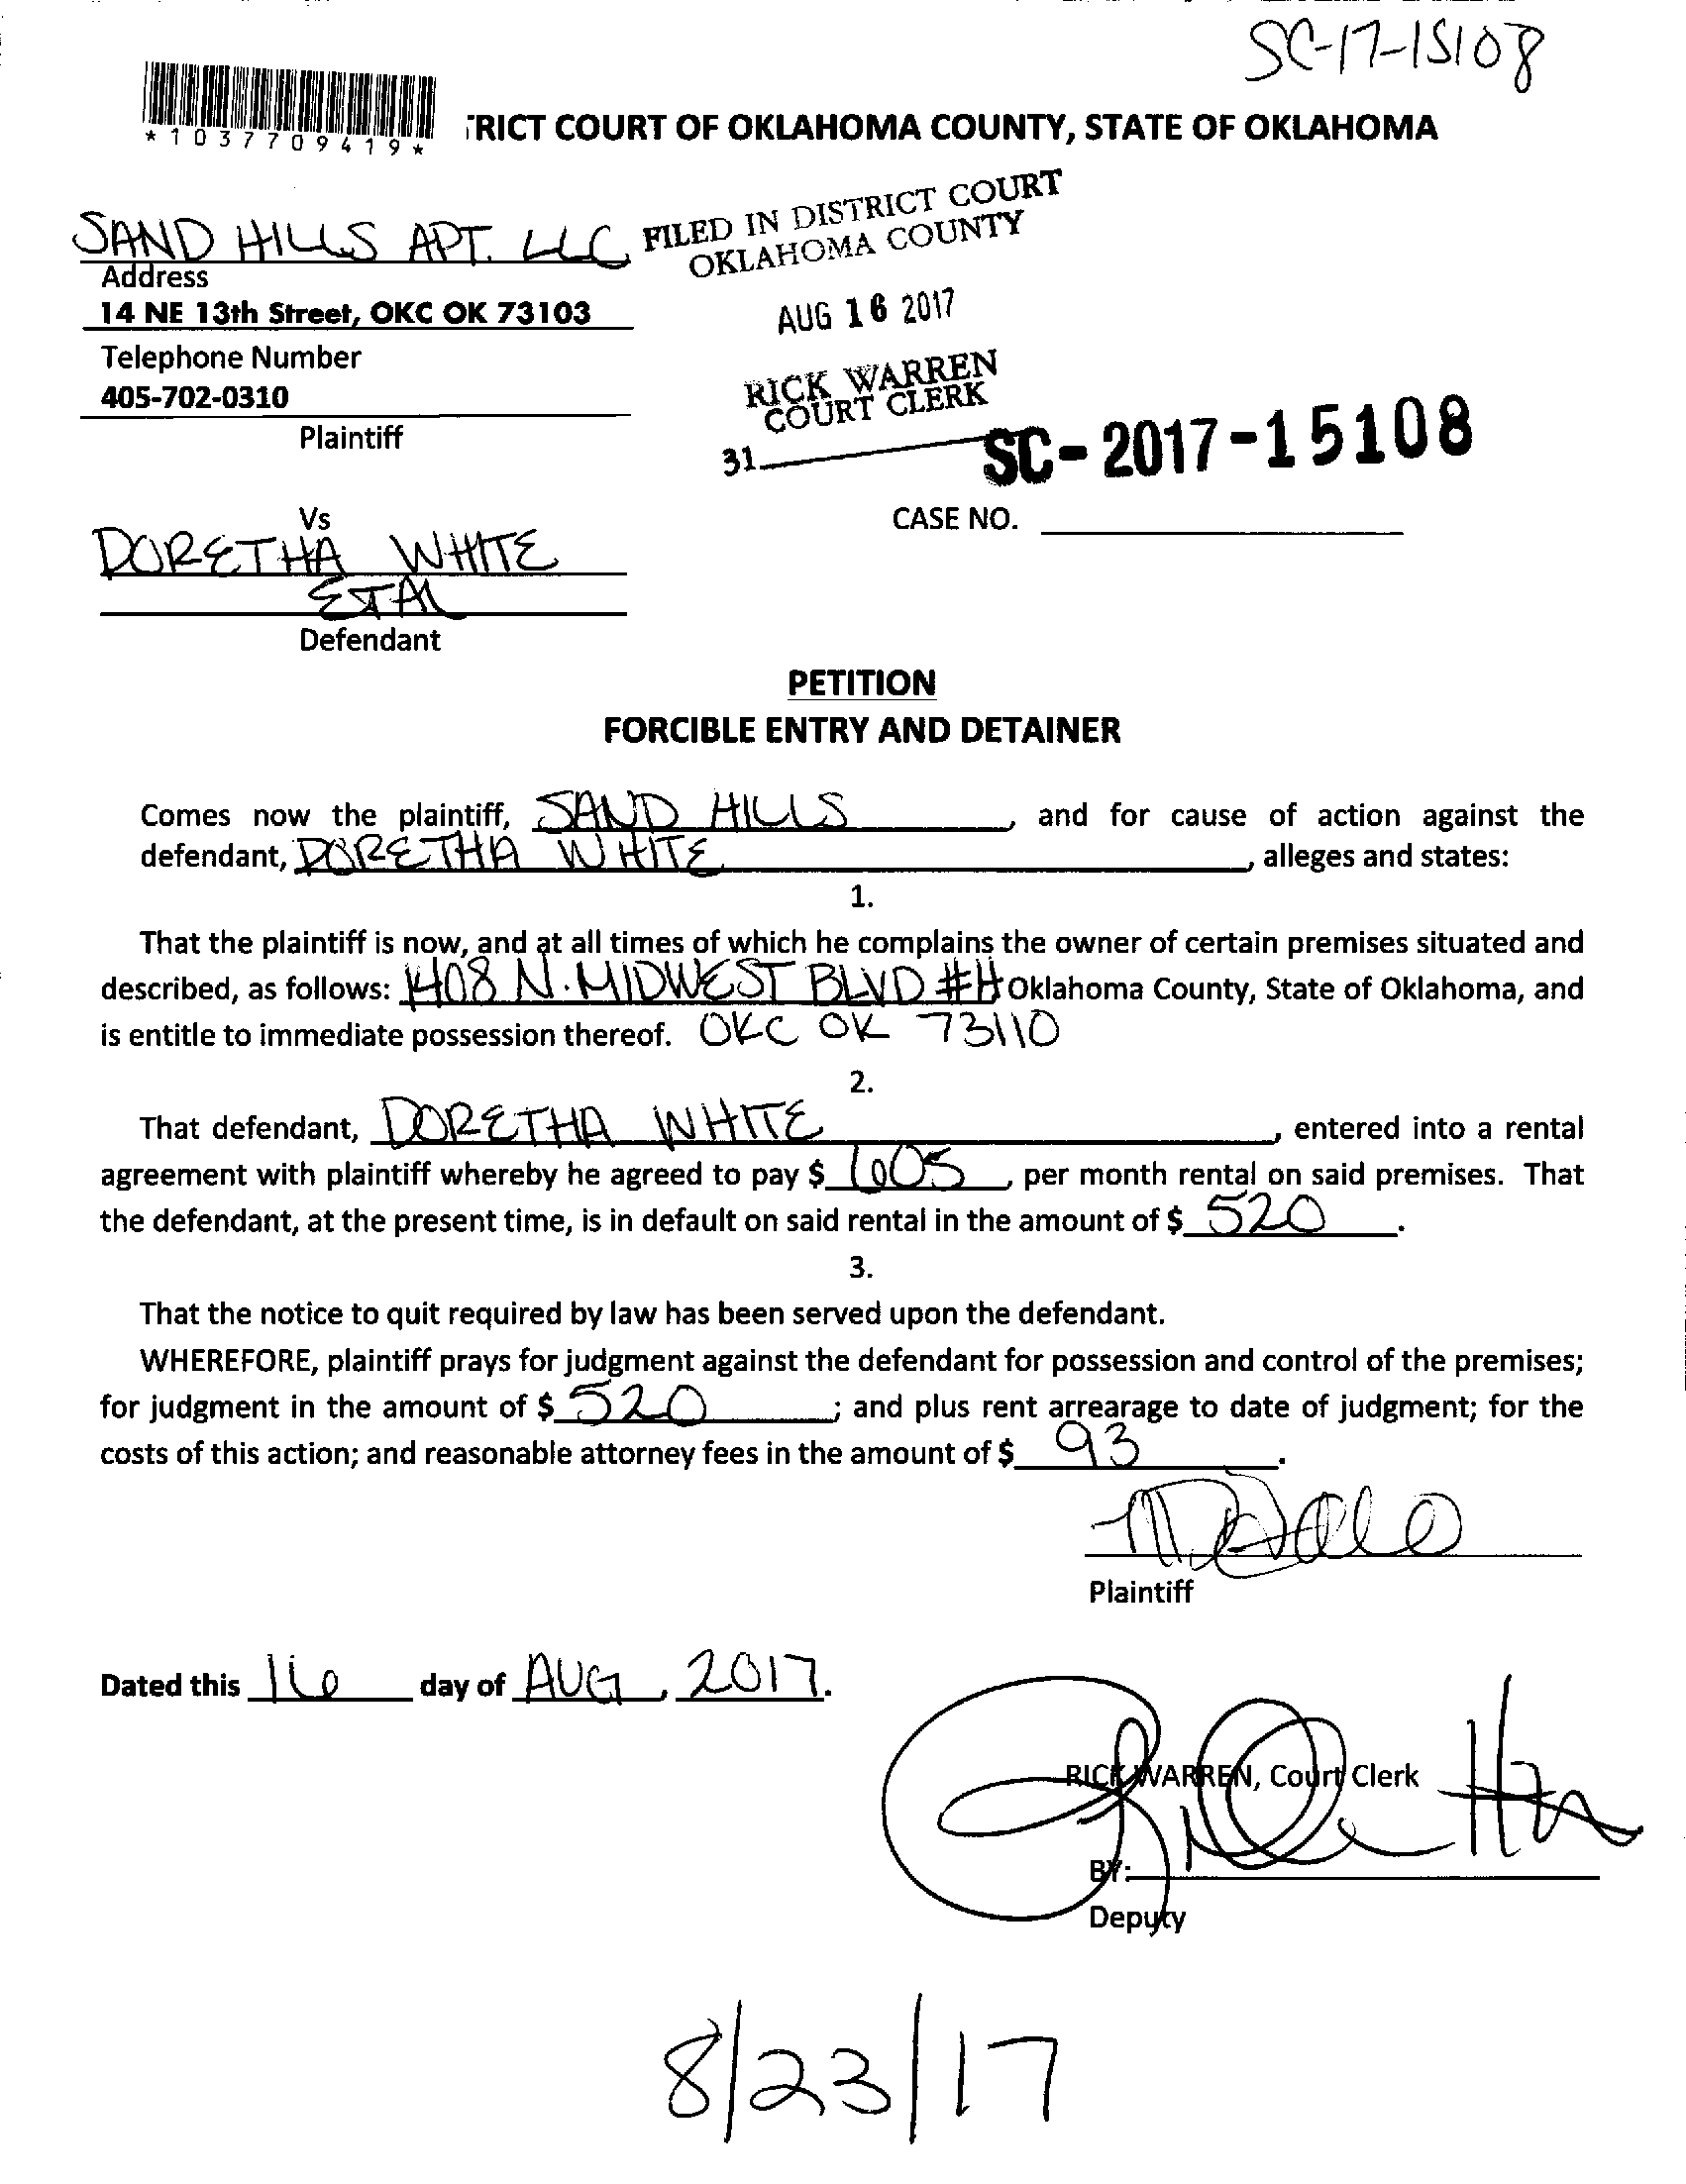 SC-17-15108
*1037709419*
TRICT COURT OF OKLAHOMA COUNTY, STATE OF OKLAHOMA
SAND HILLS APT. LLC
FILED IN DISTRICT COURT
OKLAHOMA COUNTY
Address
14 NE 13th Street, OKC OK 73103
AUG 16 2017
Telephone Number
405-702-0310
RICK WARREN
COURT CLERK
Plaintiff
31
SC-2017-15108
Vs
CASE NO.
DORETHA WHITE
ETAL
Defendant
PETITION
FORCIBLE ENTRY AND DETAINER
Comes now the plaintiff, SAND HILLS, and for cause of action against the
defendant, DORETHA WHITE, alleges and states:
1.
That the plaintiff is now, and at all times of which he complains the owner of certain premises situated and
described, as follows: 1408 N. MIDWEST BLVD #H Oklahoma County, State of Oklahoma, and
is entitle to immediate possession thereof. OKC OK 73110
2.
That defendant, DORETHA WHITE, entered into a rental
agreement with plaintiff whereby he agreed to pay $ 605, per month rental on said premises. That
the defendant, at the present time, is in default on said rental in the amount of $ 520.
3.
That the notice to quit required by law has been served upon the defendant.
WHEREFORE, plaintiff prays for judgment against the defendant for possession and control of the premises;
for judgment in the amount of $ 520; and plus rent arrearage to date of judgment; for the
costs of this action; and reasonable attorney fees in the amount of $ 93.
Plaintiff
Dated this 16 day of AUG, 2017.
RICK WARREN, Court Clerk
BY:
Deputy
8/23/17